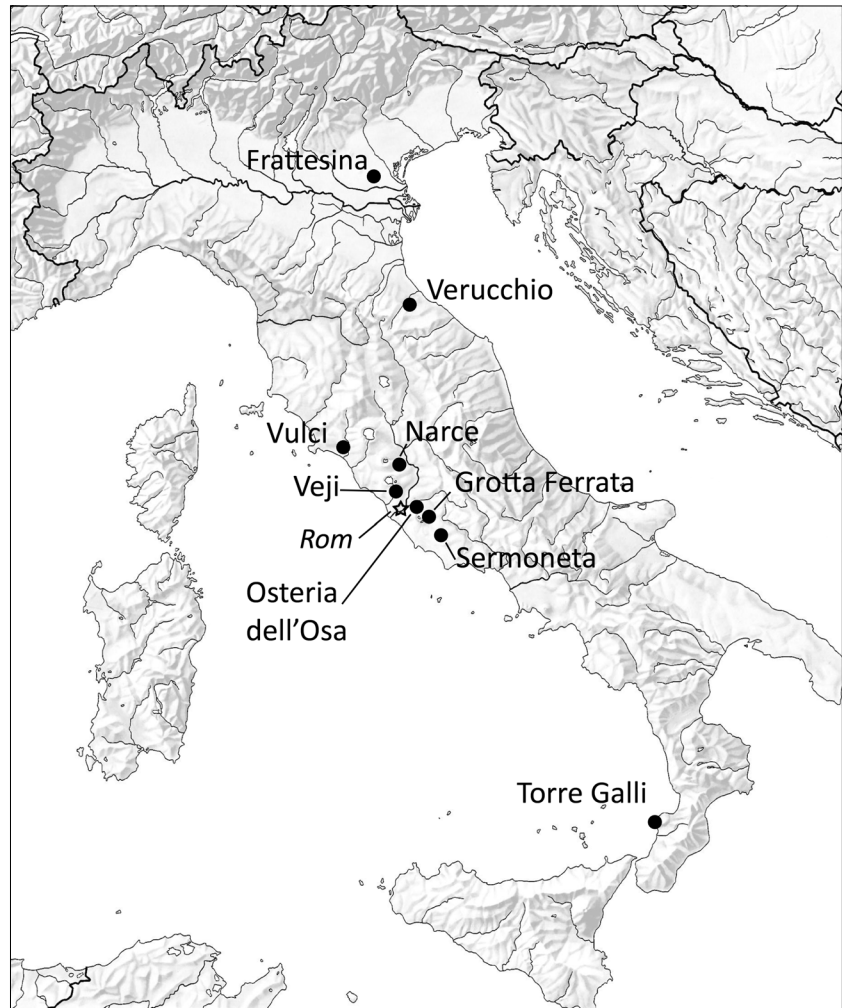 Frattesina
Verucchio
Vulci
Narce
Veji
Grotta Ferrata
Rom
Sermoneta
Osteria
dell’Osa
Torre Galli